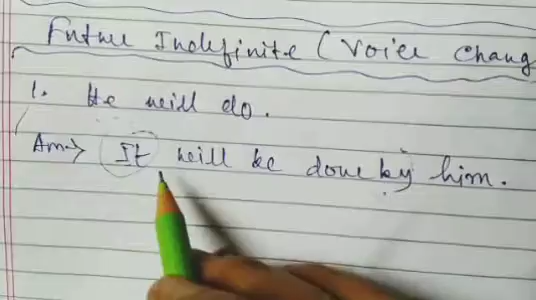 Future Indefinite (Voice Chang
1. He will do.
Ans→ It will be done by him.